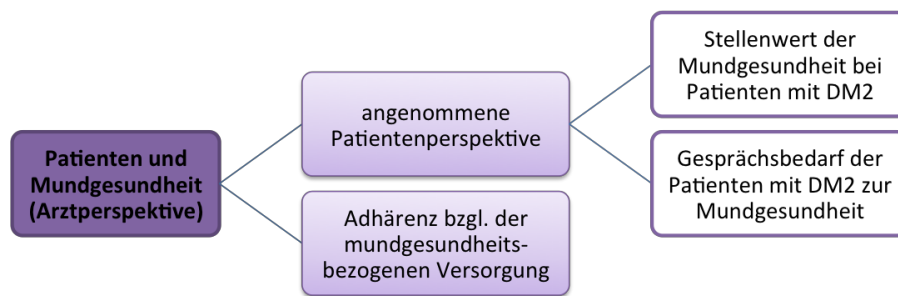 Patienten und
Mundgesundheit
(Arztperspektive)
angenommene
Patientenperspektive
Adhärenz bzgl. der
mundgesundheits-
bezogenen Versorgung
Stellenwert der
Mundgesundheit bei
Patienten mit DM2
Gesprächsbedarf der
Patienten mit DM2 zur
Mundgesundheit